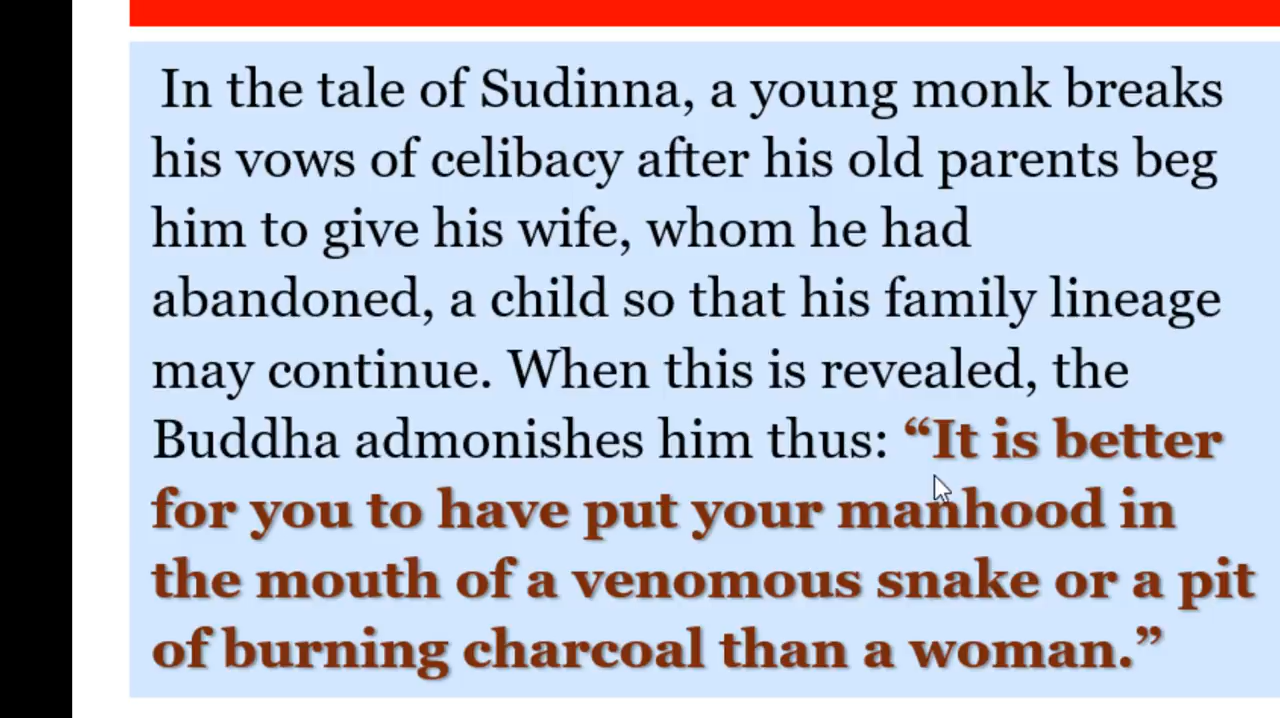 In the tale of Sudinna, a young monk breaks
his vows of celibacy after his old parents beg
him to give his wife, whom he had
abandoned, a child so that his family lineage
may continue. When this is revealed, the
Buddha admonishes him thus: “It is better
for you to have put your manhood in
the mouth of a venomous snake or a pit
of burning charcoal than a woman.”